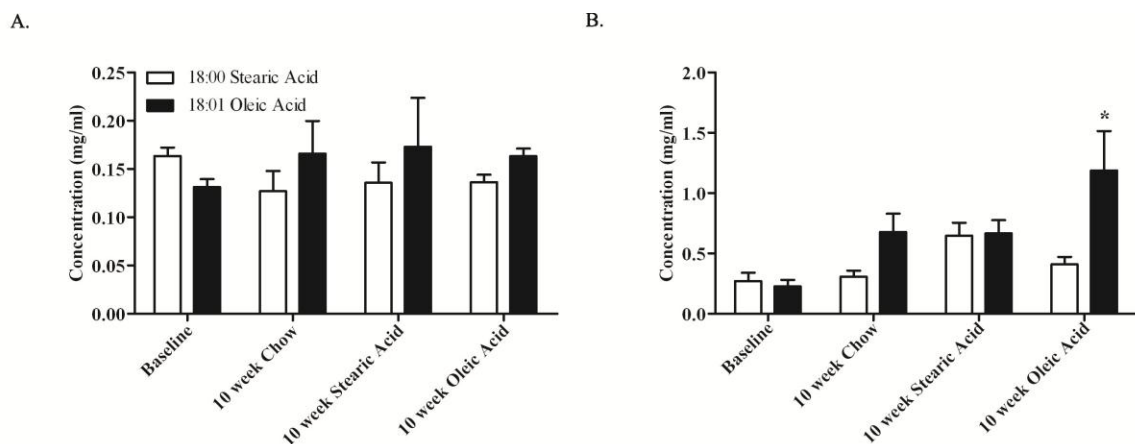 A.
Concentration (mg/ml)
0.25
0.20
0.15
0.10
0.05
0.00
18:00 Stearic Acid
18:01 Oleic Acid
Baseline
10 week Chow
10 week Stearic Acid
10 week Oleic Acid
B.
Concentration (mg/ml)
2.0
1.5
1.0
0.5
0.0
*
Baseline
10 week Chow
10 week Stearic Acid
10 week Oleic Acid